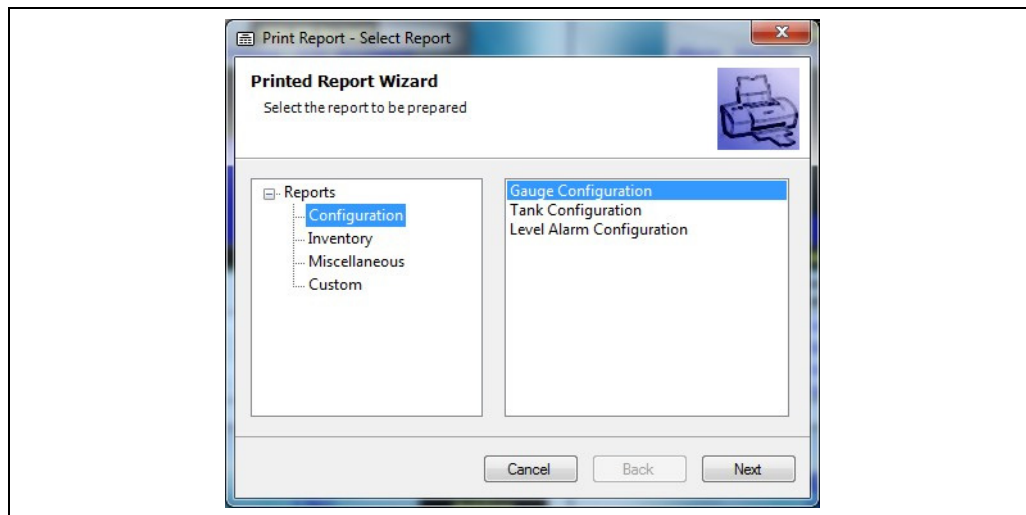 Print Report - Select Report
Printed Report Wizard
Select the report to be prepared
Reports
Configuration
Inventory
Miscellaneous
Custom
Gauge Configuration
Tank Configuration
Level Alarm Configuration
Cancel
Back
Next